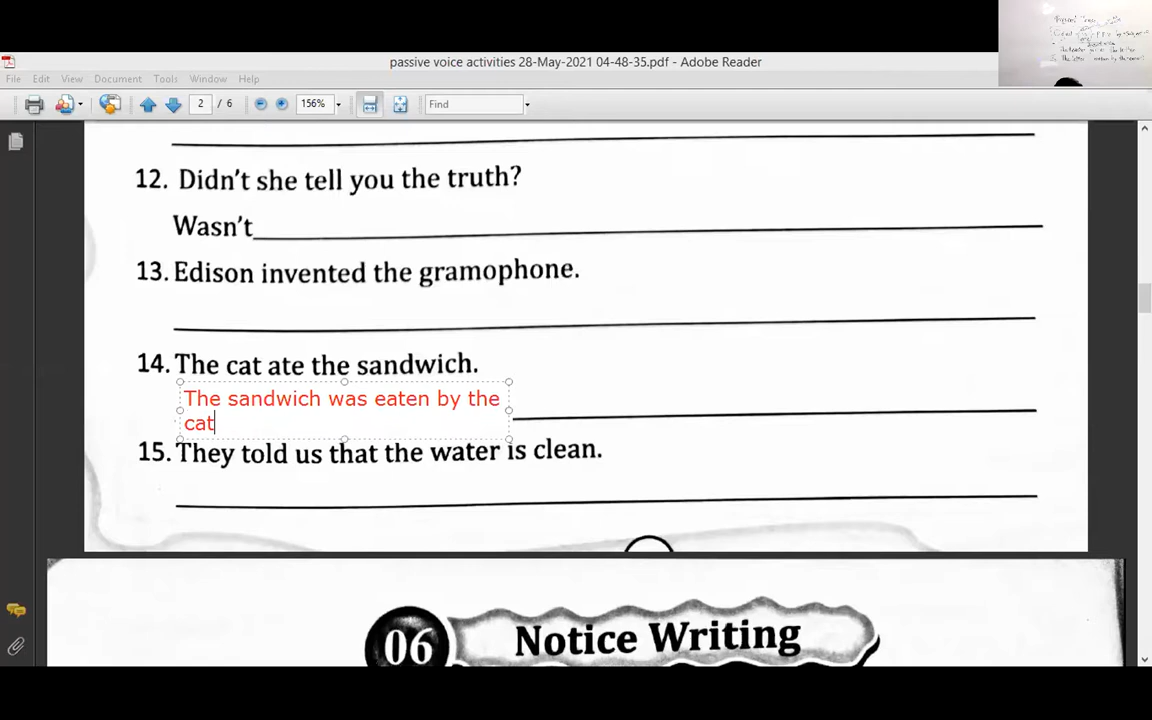 passive voice activities 28-May-2021 04-48-35.pdf - Adobe Reader
File Edit View Document Tools Window Help
2 / 6 156% Find
12. Didn't she tell you the truth?
Wasn't
13. Edison invented the gramophone.
14. The cat ate the sandwich.
The sandwich was eaten by the
cat
15. They told us that the water is clean.
06 Notice Writing